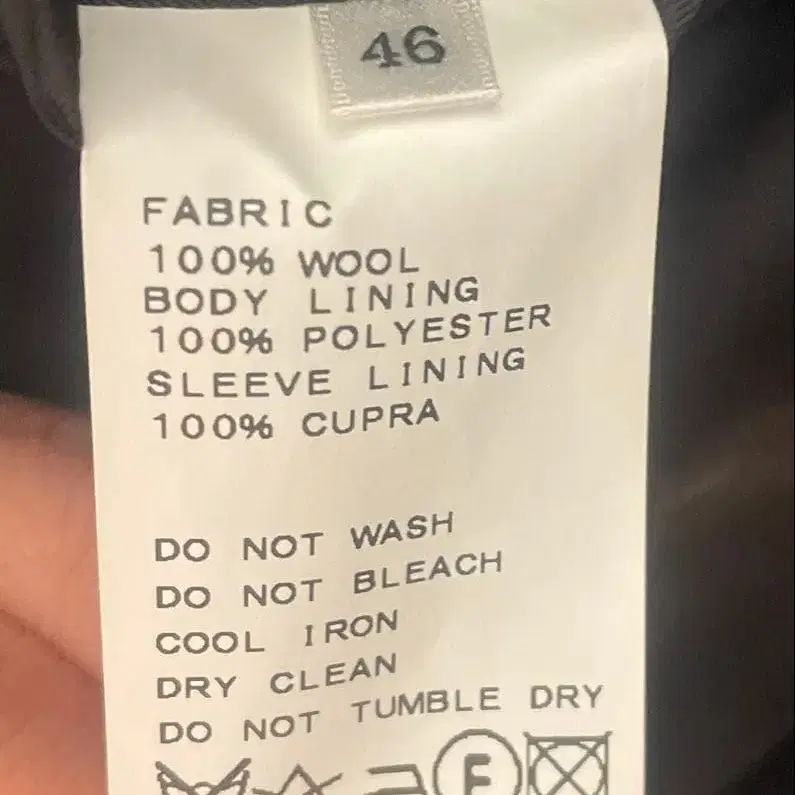 46
FABRIC
100% WOOL
BODY LINING
100% POLYESTER
SLEEVE LINING
100% CUPRA
DO NOT WASH
DO NOT BLEACH
COOL IRON
DRY CLEAN
DO NOT TUMBLE DRY
F